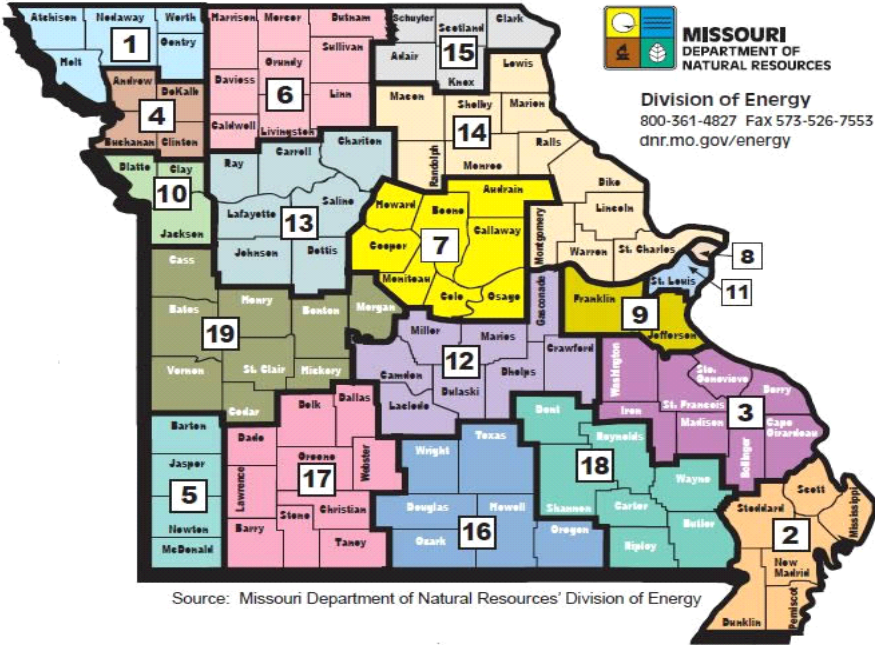 MISSOURI
DEPARTMENT OF
NATURAL RESOURCES
Division of Energy
800-361-4827 Fax 573-526-7553
dnr.mo.gov/energy
Atchison
Nodaway
Worth
Gentry
Holt
1
Andrew
DeKalb
4
Buchanan
Clinton
Harrison
Mercer
Putnam
Sullivan
Grundy
Daviess
6
Linn
Caldwell
Livingston
Schuyler
Scotland
Clark
Adair
15
Knox
Lewis
Macon
Shelby
Marion
14
Ralls
Randolph
Monroe
Pike
Lincoln
Montgomery
Warren
St. Charles
Platte
Clay
10
Jackson
Ray
Carroll
Chariton
Saline
Lafayette
13
Johnson
Pettis
Howard
Boone
Audrain
Callaway
Cooper
7
Moniteau
Cole
Osage
8
St. Louis
11
Franklin
9
Jefferson
Cass
Bates
Henry
Benton
Morgan
19
Vernon
St. Clair
Hickory
Cedar
Gasconade
Miller
Maries
12
Crawford
Camden
Phelps
Pulaski
Laclede
Washington
Ste.
Genevieve
Perry
St. Francois
Iron
Madison
3
Cape
Girardeau
Bollinger
Barton
Jasper
5
Newton
McDonald
Polk
Dallas
Dade
Greene
Webster
17
Lawrence
Stone
Christian
Barry
Taney
Wright
Texas
Douglas
Howell
16
Ozark
Oregon
Dent
Reynolds
18
Wayne
Shannon
Carter
Butler
Ripley
Scott
Stoddard
Mississippi
2
New
Madrid
Pemiscot
Dunklin
Source: Missouri Department of Natural Resources' Division of Energy